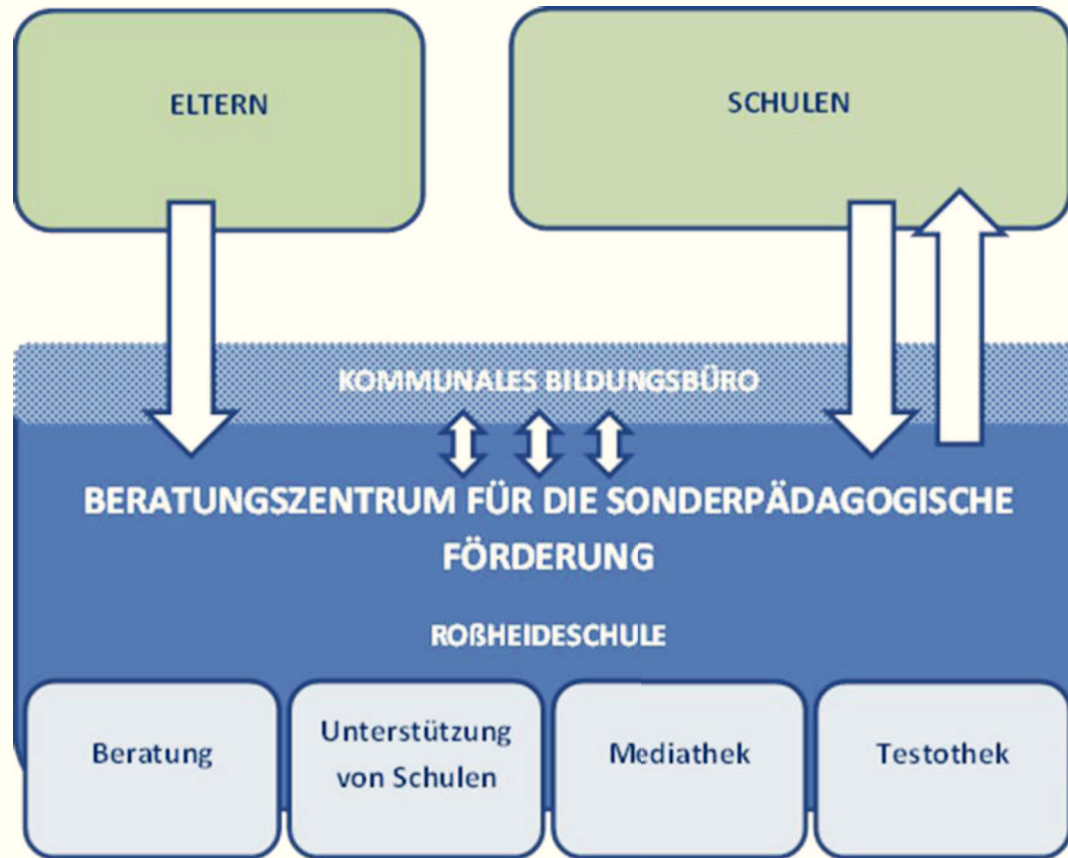 ELTERN
SCHULEN
KOMMUNALES BILDUNGSBÜRO
BERATUNGSZENTRUM FÜR DIE SONDERPÄDAGOGISCHE
FÖRDERUNG
ROßHEIDESCHULE
Beratung
Unterstützung
von Schulen
Mediathek
Testothek